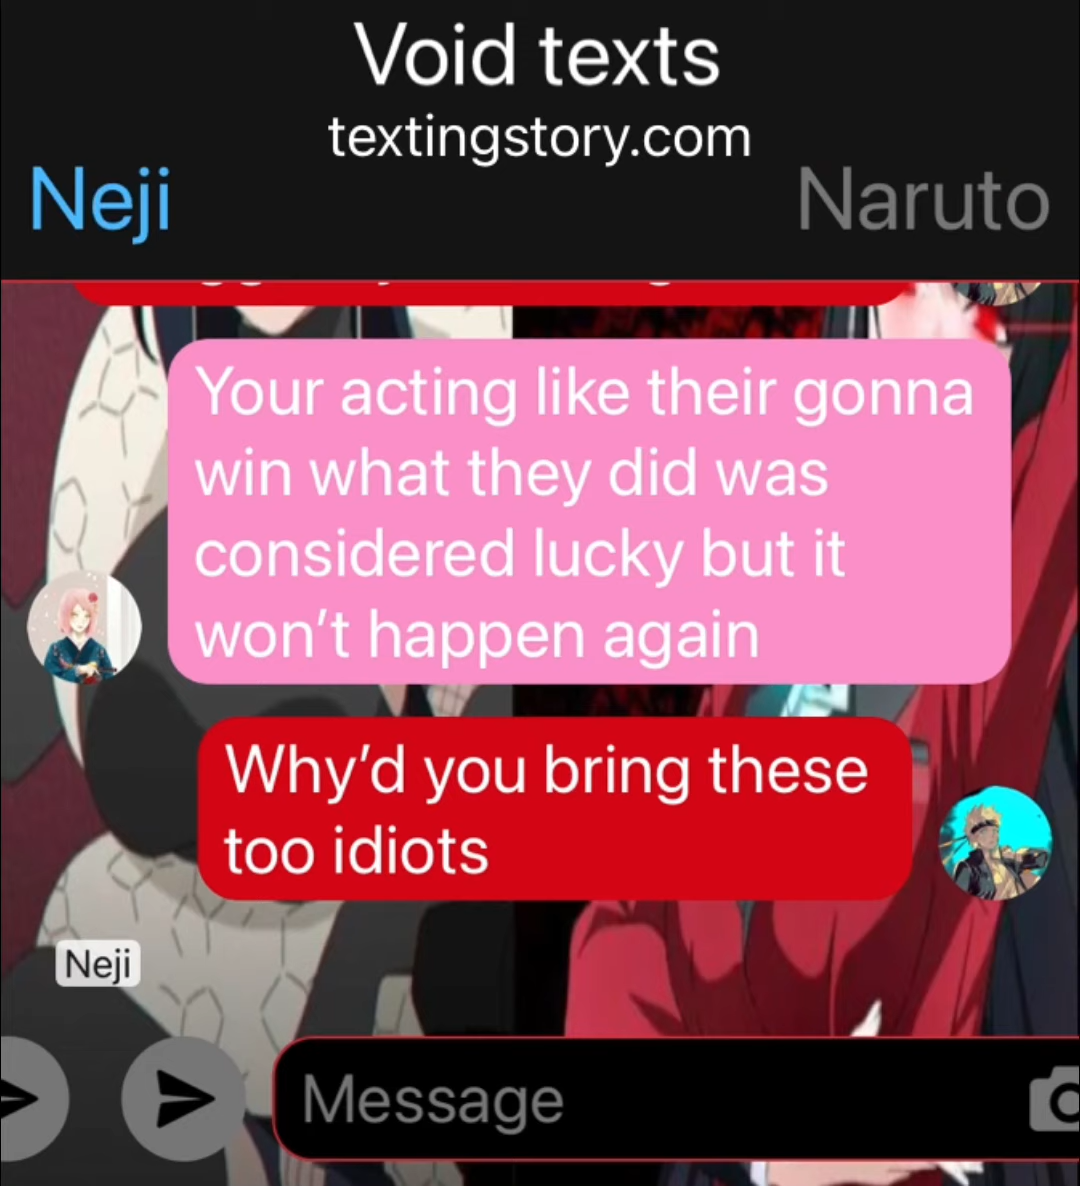 Void texts
textingstory.com
Neji
Naruto
Your acting like their gonna
win what they did was
considered lucky but it
won't happen again
Why'd you bring these
too idiots
Neji
Message